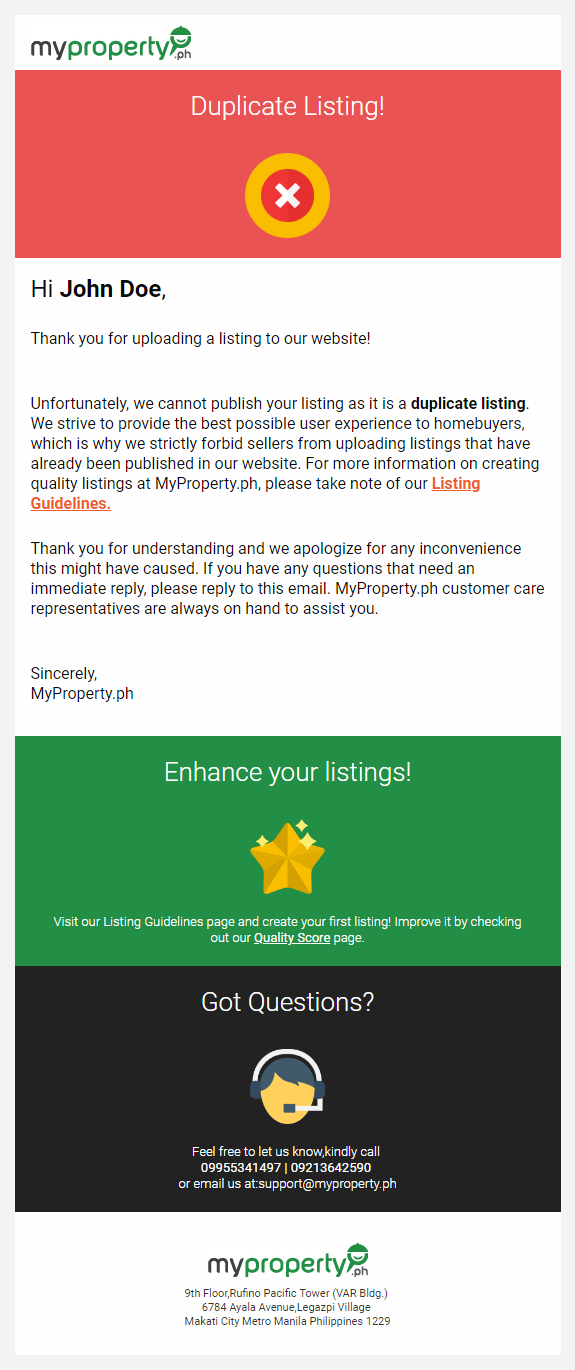 myproperty.ph
Duplicate Listing!
Hi John Doe,
Thank you for uploading a listing to our website!
Unfortunately, we cannot publish your listing as it is a duplicate listing.
We strive to provide the best possible user experience to homebuyers,
which is why we strictly forbid sellers from uploading listings that have
already been published in our website. For more information on creating
quality listings at MyProperty.ph, please take note of our Listing
Guidelines.
Thank you for understanding and we apologize for any inconvenience
this might have caused. If you have any questions that need an
immediate reply, please reply to this email. MyProperty.ph customer care
representatives are always on hand to assist you.
Sincerely,
MyProperty.ph
Enhance your listings!
Visit our Listing Guidelines page and create your first listing! Improve it by checking
out our Quality Score page.
Got Questions?
Feel free to let us know,kindly call
09955341497 | 09213642590
or email us at:support@myproperty.ph
myproperty.ph
9th Floor,Rufino Pacific Tower (VAR Bldg.)
6784 Ayala Avenue,Legazpi Village
Makati City Metro Manila Philippines 1229